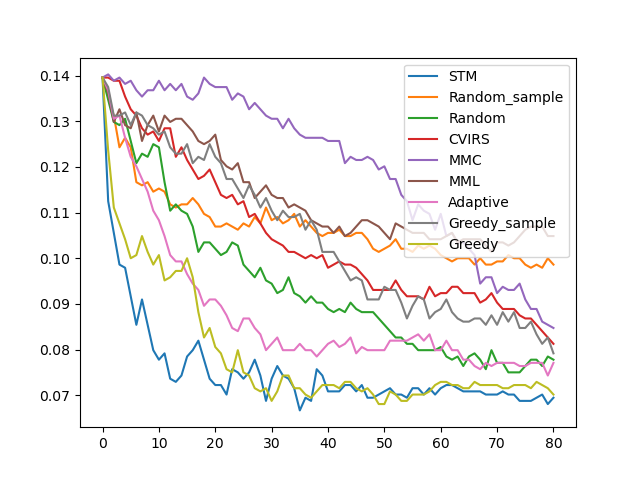 0.14
0.13
0.12
0.11
0.10
0.09
0.08
0.07
0
10
20
30
40
50
60
70
80
STM
Random_sample
Random
CVIRS
MMC
MML
Adaptive
Greedy_sample
Greedy